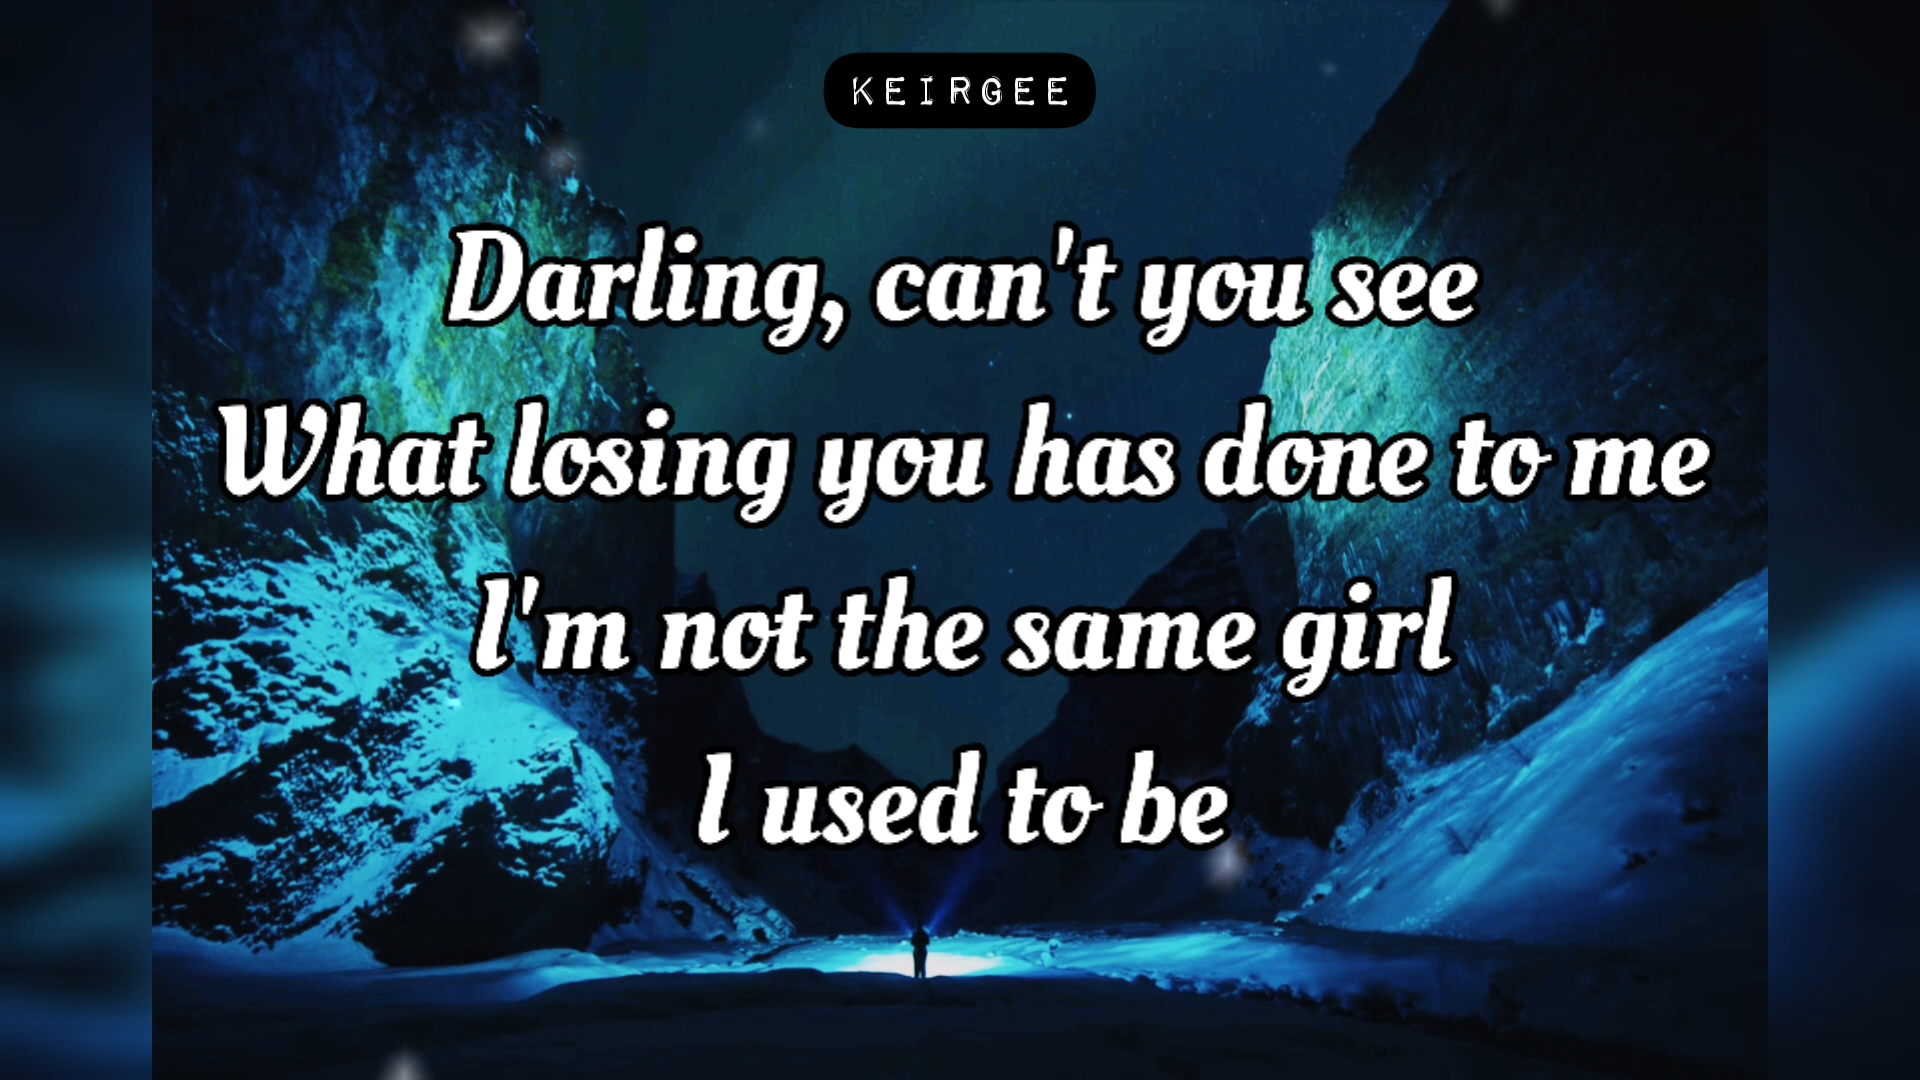 KEIRGEE
Darling, can't you see
What losing you has done to me
I'm not the same girl
I used to be